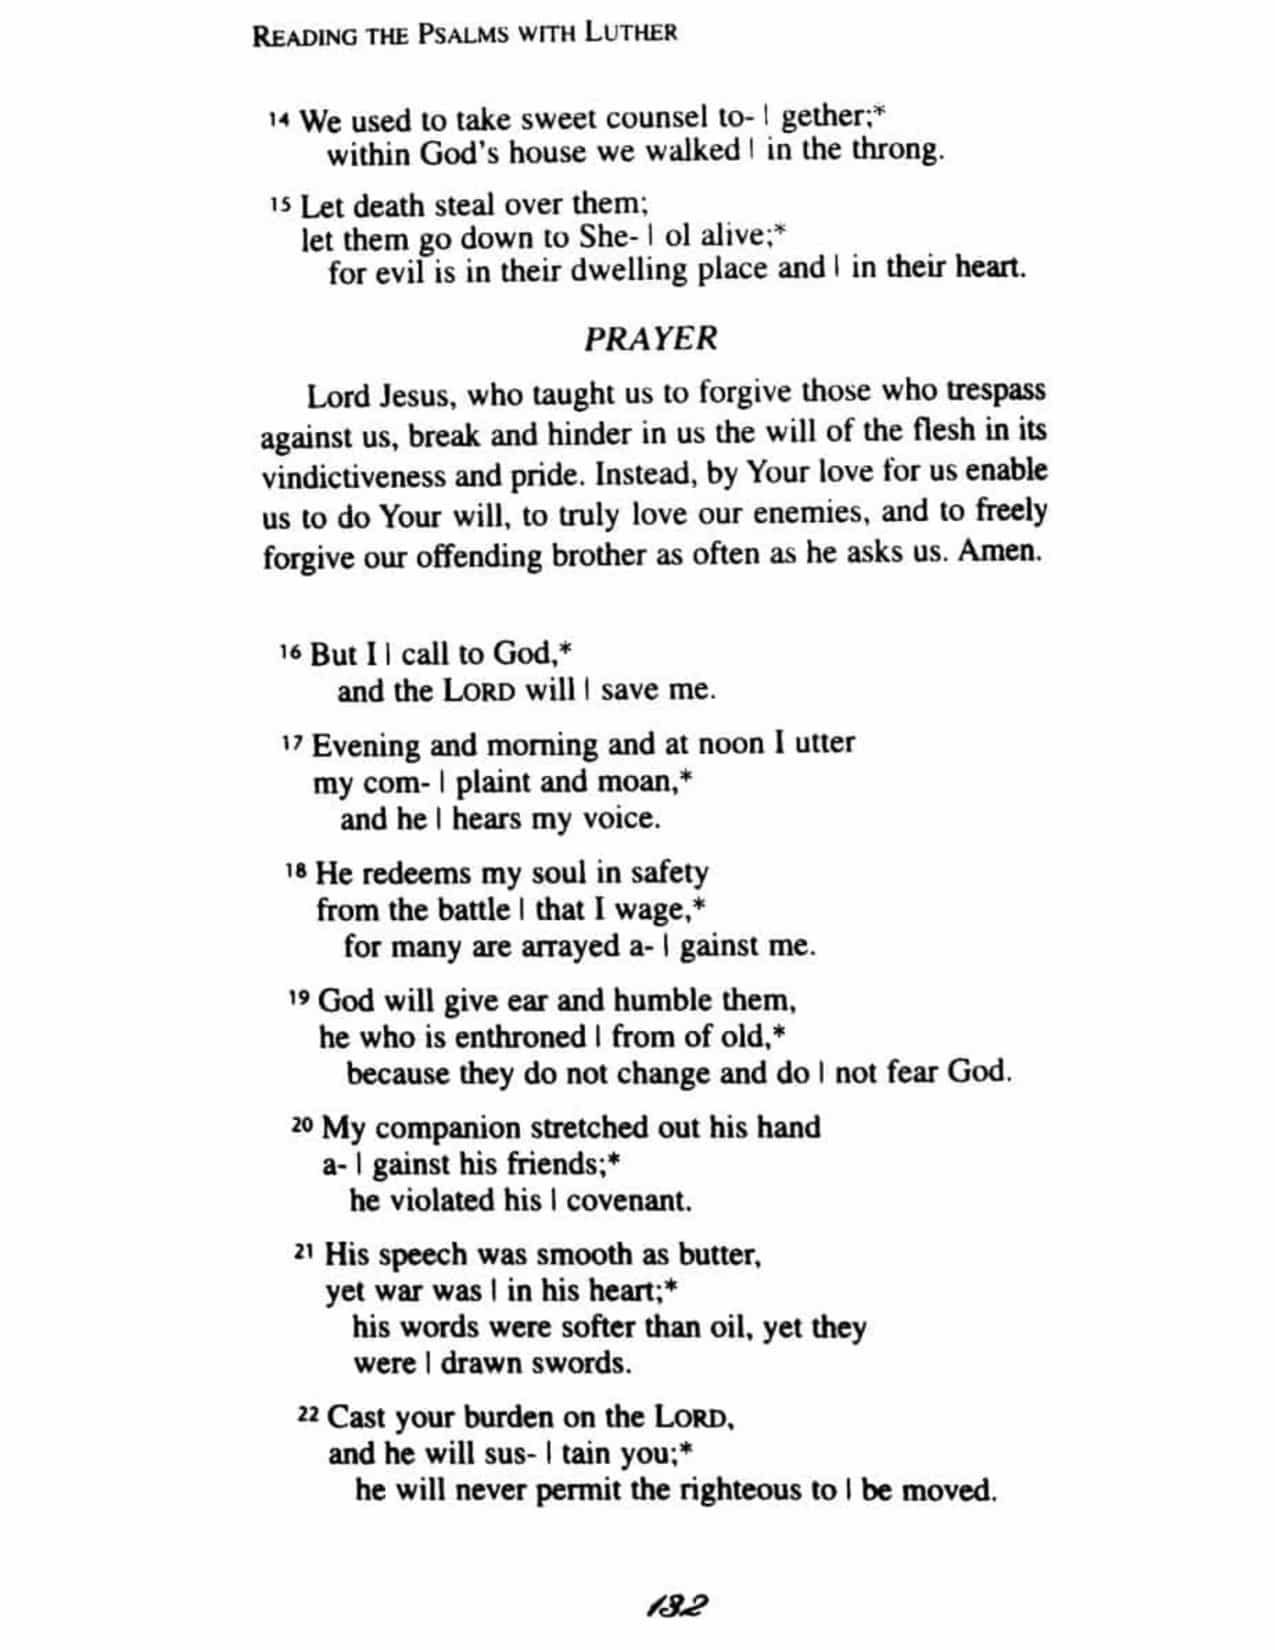 READING THE PSALMS WITH LUTHER
14 We used to take sweet counsel to- | gether;*
within God's house we walked | in the throng.
15 Let death steal over them;
let them go down to She- | ol alive;*
for evil is in their dwelling place and | in their heart.
PRAYER
Lord Jesus, who taught us to forgive those who trespass
against us, break and hinder in us the will of the flesh in its
vindictiveness and pride. Instead, by Your love for us enable
us to do Your will, to truly love our enemies, and to freely
forgive our offending brother as often as he asks us. Amen.
16 But I | call to God,*
and the LORD will | save me.
17 Evening and morning and at noon I utter
my com- | plaint and moan,*
and he | hears my voice.
18 He redeems my soul in safety
from the battle | that I wage,*
for many are arrayed a- | gainst me.
19 God will give ear and humble them,
he who is enthroned | from of old,*
because they do not change and do | not fear God.
20 My companion stretched out his hand
a- | gainst his friends;*
he violated his | covenant.
21 His speech was smooth as butter,
yet war was | in his heart;*
his words were softer than oil, yet they
were | drawn swords.
22 Cast your burden on the LORD,
and he will sus- | tain you;*
he will never permit the righteous to | be moved.
132